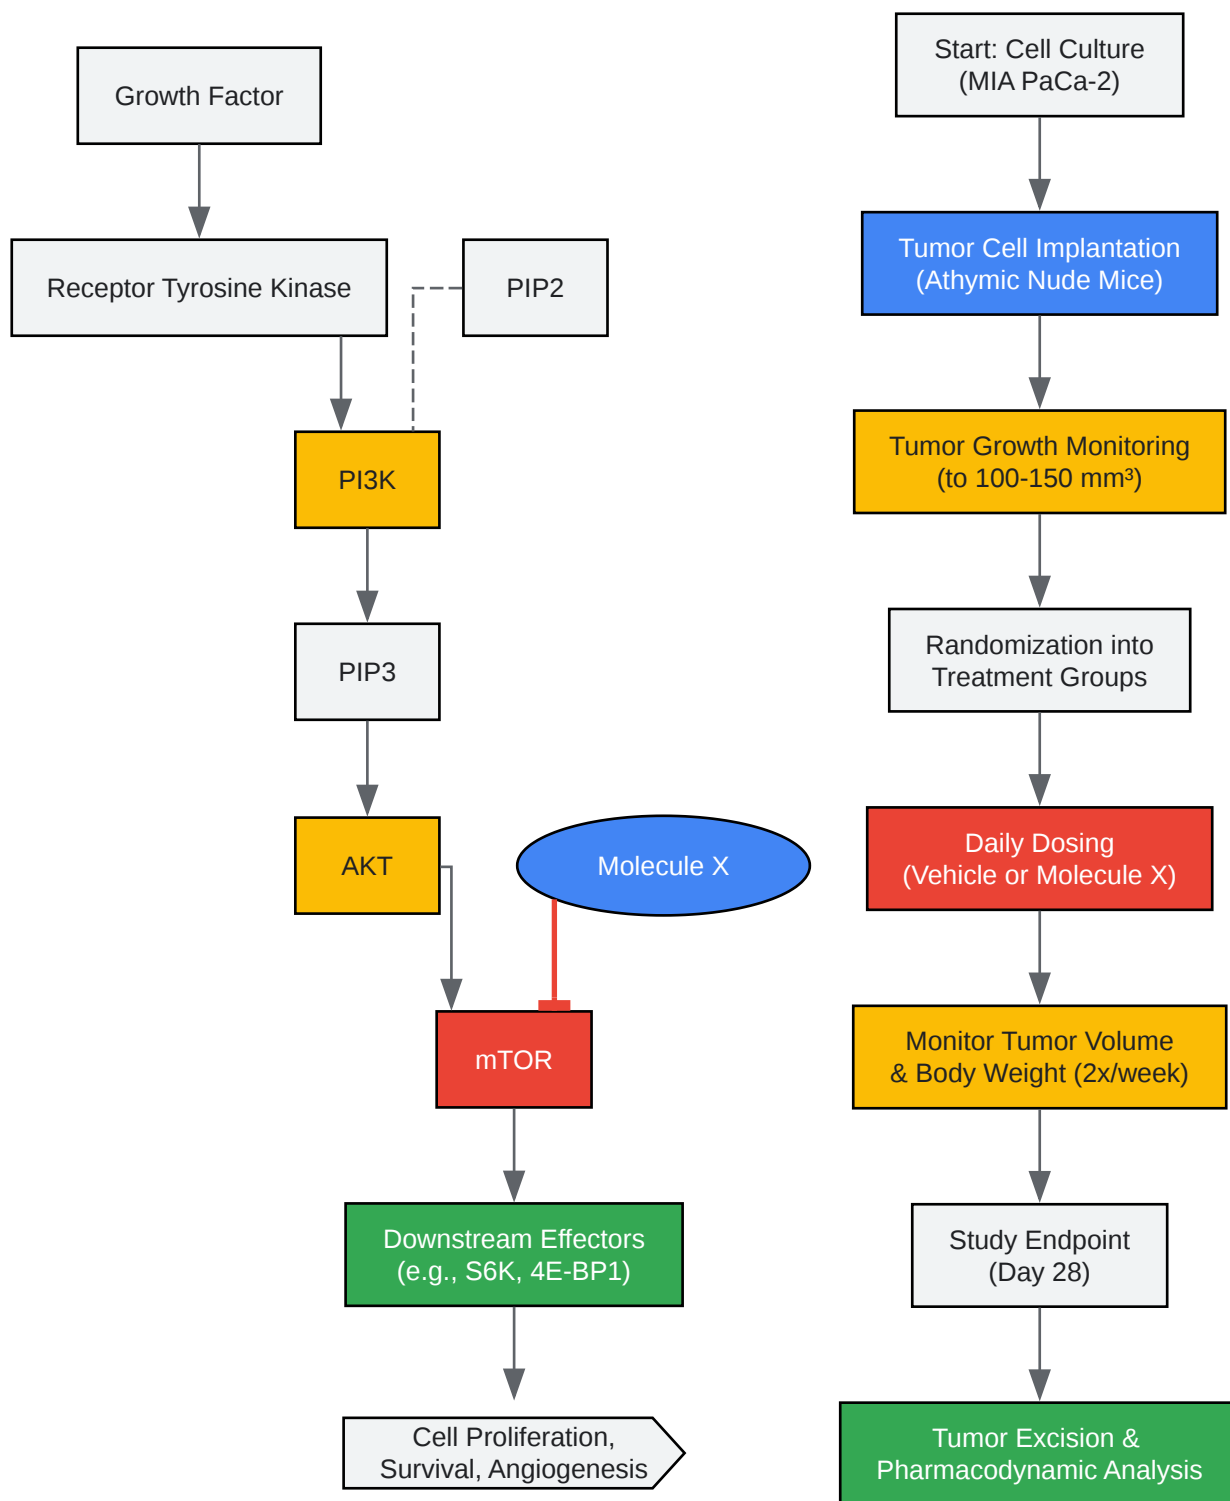 Growth Factor
Receptor Tyrosine Kinase
PIP2
PI3K
PIP3
AKT
Molecule X
mTOR
Downstream Effectors
(e.g., S6K, 4E-BP1)
Cell Proliferation,
Survival, Angiogenesis
Start: Cell Culture
(MIA PaCa-2)
Tumor Cell Implantation
(Athymic Nude Mice)
Tumor Growth Monitoring
(to 100-150 mm³)
Randomization into
Treatment Groups
Daily Dosing
(Vehicle or Molecule X)
Monitor Tumor Volume
& Body Weight (2x/week)
Study Endpoint
(Day 28)
Tumor Excision &
Pharmacodynamic Analysis